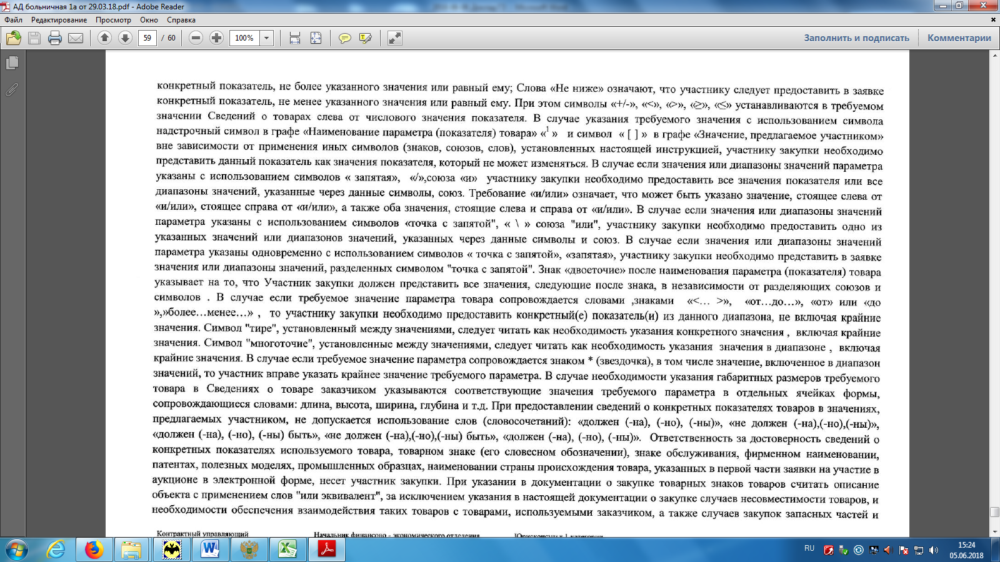 АД больничная 1а от 29.03.18.pdf - Adobe Reader
Файл Редактирование Просмотр Окно Справка
59 / 60 100% Заполнить и подписать Комментарии
конкретный показатель, не более указанного значения или равный ему; Слова «Не ниже» означают, что участнику следует предоставить в заявке
конкретный показатель, не менее указанного значения или равный ему. При этом символы «+/-», «<», «>», «≥», «≤» устанавливаются в требуемом
значении Сведений о товарах слева от числового значения показателя. В случае указания требуемого значения с использованием символа
надстрочный символ в графе «Наименование параметра (показателя) товара» «¹ » и символ « [ ] » в графе «Значение, предлагаемое участником»
вне зависимости от применения иных символов (знаков, союзов, слов), установленных настоящей инструкцией, участнику закупки необходимо
представить данный показатель как значения показателя, который не может изменяться. В случае если значения или диапазоны значений параметра
указаны с использованием символов « запятая», «/»,союза «и» участнику закупки необходимо предоставить все значения показателя или все
диапазоны значений, указанные через данные символы, союз. Требование «и/или» означает, что может быть указано значение, стоящее слева от
«и/или», стоящее справа от «и/или», а также оба значения, стоящие слева и справа от «и/или». В случае если значения или диапазоны значений
параметра указаны с использованием символов «точка с запятой", « \ » союза "или", участнику закупки необходимо предоставить одно из
указанных значений или диапазонов значений, указанных через данные символы и союз. В случае если значения или диапазоны значений
параметра указаны одновременно с использованием символов « точка с запятой», «запятая», участнику закупки необходимо представить в заявке
значения или диапазоны значений, разделенных символом "точка с запятой". Знак «двоеточие» после наименования параметра (показателя) товара
указывает на то, что Участник закупки должен представить все значения, следующие после знака, в независимости от разделяющих союзов и
символов . В случае если требуемое значение параметра товара сопровождается словами ,знаками «<… >», «от…до…», «от» или «до
»,»более…менее…» , то участнику закупки необходимо предоставить конкретный(е) показатель(и) из данного диапазона, не включая крайние
значения. Символ "тире", установленный между значениями, следует читать как необходимость указания конкретного значения , включая крайние
значения. Символ "многоточие", установленные между значениями, следует читать как необходимость указания значения в диапазоне , включая
крайние значения. В случае если требуемое значение параметра сопровождается знаком * (звездочка), в том числе значение, включенное в диапазон
значений, то участник вправе указать крайнее значение требуемого параметра. В случае необходимости указания габаритных размеров требуемого
товара в Сведениях о товаре заказчиком указываются соответствующие значения требуемого параметра в отдельных ячейках формы,
сопровождающиеся словами: длина, высота, ширина, глубина и т.д. При предоставлении сведений о конкретных показателях товаров в значениях,
предлагаемых участником, не допускается использование слов (словосочетаний): «должен (-на), (-но), (-ны)», «не должен (-на),(-но),(-ны)»,
«должен (-на), (-но), (-ны) быть», «не должен (-на),(-но),(-ны) быть», «должен (-на), (-но), (-ны)». Ответственность за достоверность сведений о
конкретных показателях используемого товара, товарном знаке (его словесном обозначении), знаке обслуживания, фирменном наименовании,
патентах, полезных моделях, промышленных образцах, наименовании страны происхождения товара, указанных в первой части заявки на участие в
аукционе в электронной форме, несет участник закупки. При указании в документации о закупке товарных знаков товаров считать описание
объекта с применением слов "или эквивалент", за исключением указания в настоящей документации о закупке случаев несовместимости товаров, и
необходимости обеспечения взаимодействия таких товаров с товарами, используемыми заказчиком, а также случаев закупок запасных частей и
Контрактный управляющий Начальник финансово - экономического отделения Юрисконсульт 1 категории
RU 15:24
05.06.2018